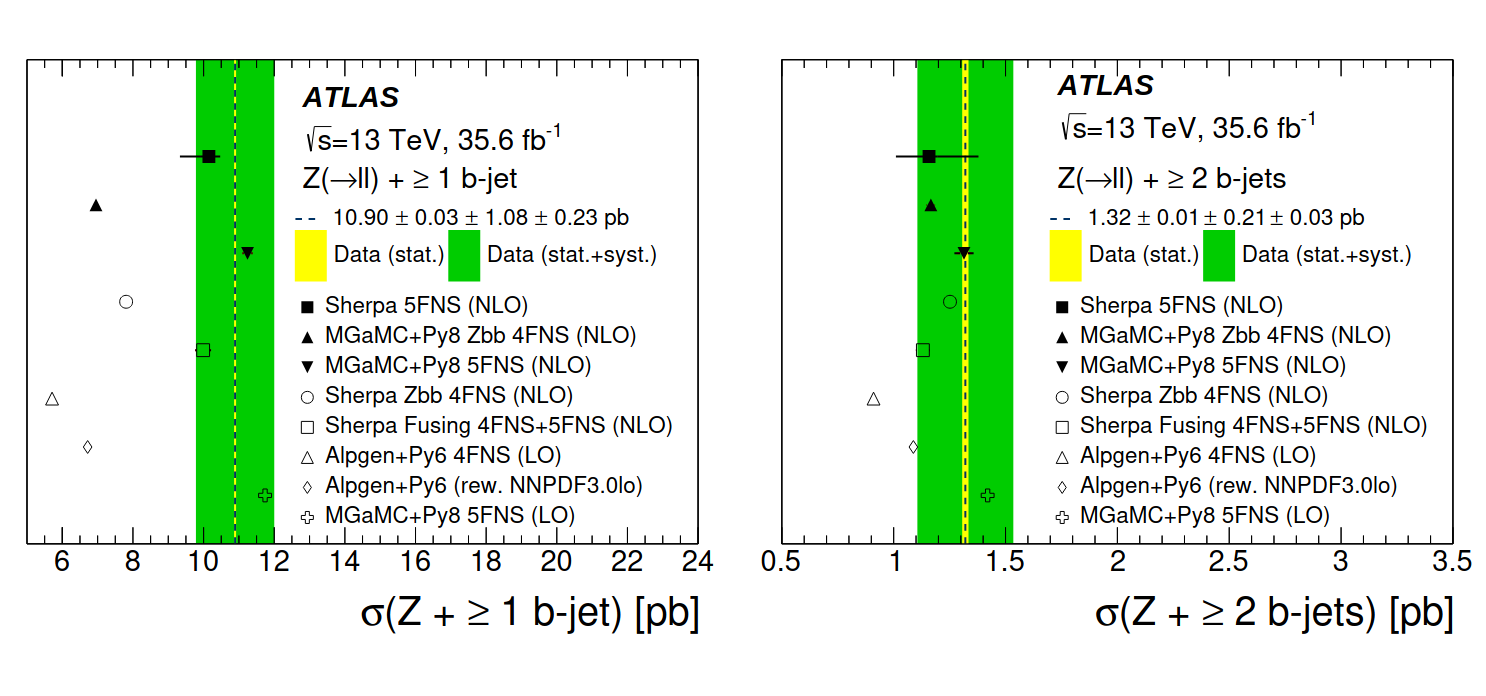 ATLAS
√s=13 TeV, 35.6 fb-1
Z(→ll) + ≥ 1 b-jet
10.90 ± 0.03 ± 1.08 ± 0.23 pb
Data (stat.) Data (stat.+syst.)
Sherpa 5FNS (NLO)
MGaMC+Py8 Zbb 4FNS (NLO)
MGaMC+Py8 5FNS (NLO)
Sherpa Zbb 4FNS (NLO)
Sherpa Fusing 4FNS+5FNS (NLO)
Alpgen+Py6 4FNS (LO)
Alpgen+Py6 (rew. NNPDF3.0lo)
MGaMC+Py8 5FNS (LO)
6 8 10 12 14 16 18 20 22 24
σ(Z + ≥ 1 b-jet) [pb]
ATLAS
√s=13 TeV, 35.6 fb-1
Z(→ll) + ≥ 2 b-jets
1.32 ± 0.01 ± 0.21 ± 0.03 pb
Data (stat.) Data (stat.+syst.)
Sherpa 5FNS (NLO)
MGaMC+Py8 Zbb 4FNS (NLO)
MGaMC+Py8 5FNS (NLO)
Sherpa Zbb 4FNS (NLO)
Sherpa Fusing 4FNS+5FNS (NLO)
Alpgen+Py6 4FNS (LO)
Alpgen+Py6 (rew. NNPDF3.0lo)
MGaMC+Py8 5FNS (LO)
0.5 1 1.5 2 2.5 3 3.5
σ(Z + ≥ 2 b-jets) [pb]